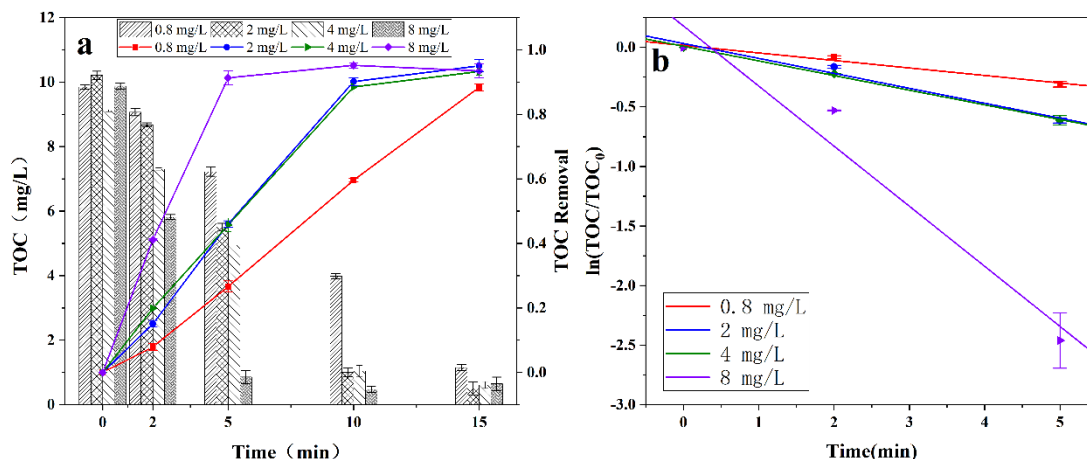 a
0.8 mg/L 2 mg/L 4 mg/L 8 mg/L
0.8 mg/L 2 mg/L 4 mg/L 8 mg/L
TOC（mg/L）
12
10
8
6
4
2
0
0 2 5 10 15
Time（min）
1.0
0.8
0.6
0.4
0.2
0.0
TOC Removal
b
ln(TOC/TOC0)
0.0
-0.5
-1.0
-1.5
-2.0
-2.5
-3.0
0.8 mg/L
2 mg/L
4 mg/L
8 mg/L
0 1 2 3 4 5
Time(min)